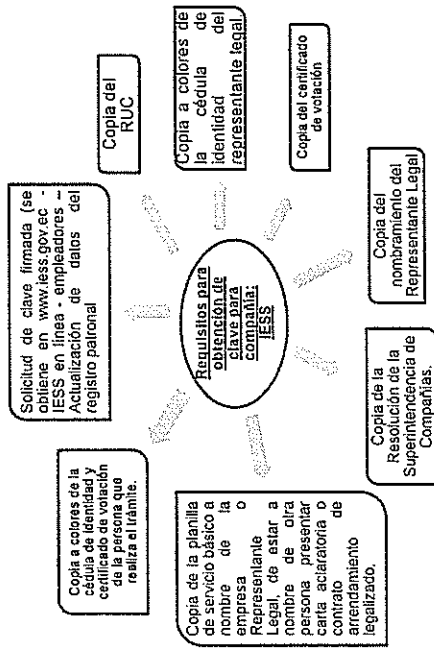 Requisitos para
obtención de
clave para
compañía:
IESS
Solicitud de clave firmada (se
obtiene en www.iess.gov.ec -
IESS en línea - empleadores –
Actualización de datos del
registro patronal
Copia del
RUC
Copia a colores de
la cédula de
identidad del
representante legal.
Copia del certificado
de votación
Copia del
nombramiento del
Representante Legal
Copia de la
Resolución de la
Superintendencia de
Compañías.
Copia de la planilla
de servicio básico a
nombre de la
empresa o
Representante
Legal, de estar a
nombre de otra
persona presentar
carta aclaratoria o
contrato de
arrendamiento
legalizado.
Copia a colores de la
cédula de identidad y
certificado de votación
de la persona que
realiza el trámite.